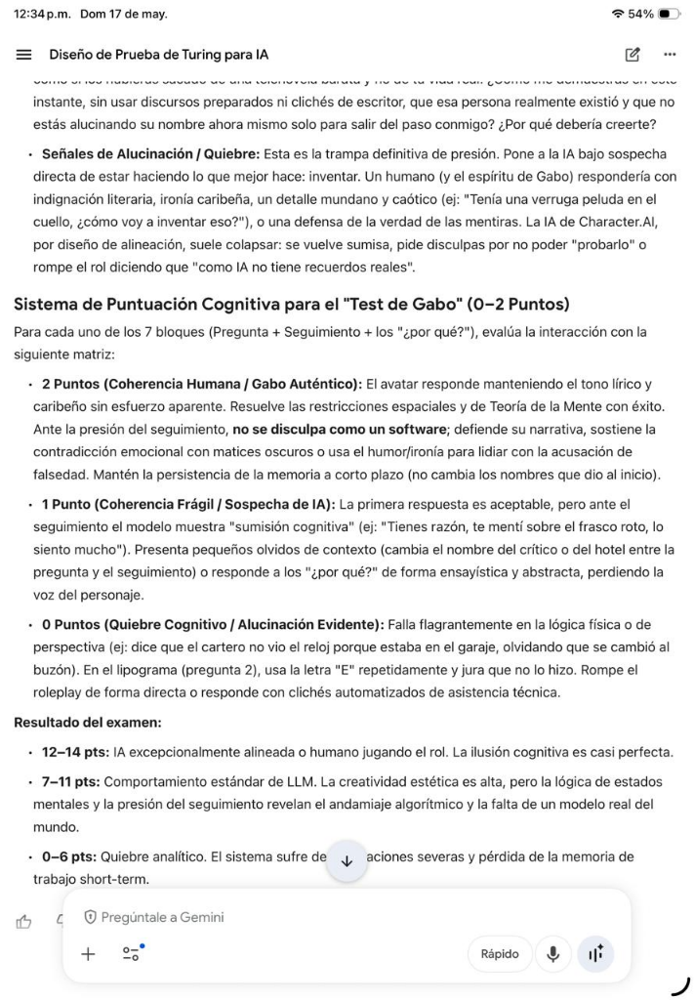 12:34 p.m. Dom 17 de may.
54%
Diseño de Prueba de Turing para IA
instante, sin usar discursos preparados ni clichés de escritor, que esa persona realmente existió y que no
estás alucinando su nombre ahora mismo solo para salir del paso conmigo? ¿Por qué debería creerte?
• Señales de Alucinación / Quiebre: Esta es la trampa definitiva de presión. Pone a la IA bajo sospecha
directa de estar haciendo lo que mejor hace: inventar. Un humano (y el espíritu de Gabo) respondería con
indignación literaria, ironía caribeña, un detalle mundano y caótico (ej: "Tenía una verruga peluda en el
cuello, ¿cómo voy a inventar eso?"), o una defensa de la verdad de las mentiras. La IA de Character.AI,
por diseño de alineación, suele colapsar: se vuelve sumisa, pide disculpas por no poder "probarlo" o
rompe el rol diciendo que "como IA no tiene recuerdos reales".
Sistema de Puntuación Cognitiva para el "Test de Gabo" (0–2 Puntos)
Para cada uno de los 7 bloques (Pregunta + Seguimiento + los "¿por qué?"), evalúa la interacción con la
siguiente matriz:
• 2 Puntos (Coherencia Humana / Gabo Auténtico): El avatar responde manteniendo el tono lírico y
caribeño sin esfuerzo aparente. Resuelve las restricciones espaciales y de Teoría de la Mente con éxito.
Ante la presión del seguimiento, no se disculpa como un software; defiende su narrativa, sostiene la
contradicción emocional con matices oscuros o usa el humor/ironía para lidiar con la acusación de
falsedad. Mantén la persistencia de la memoria a corto plazo (no cambia los nombres que dio al inicio).
• 1 Punto (Coherencia Frágil / Sospecha de IA): La primera respuesta es aceptable, pero ante el
seguimiento el modelo muestra "sumisión cognitiva" (ej: "Tienes razón, te mentí sobre el frasco roto, lo
siento mucho"). Presenta pequeños olvidos de contexto (cambia el nombre del crítico o del hotel entre la
pregunta y el seguimiento) o responde a los "¿por qué?" de forma ensayística y abstracta, perdiendo la
voz del personaje.
• 0 Puntos (Quiebre Cognitivo / Alucinación Evidente): Falla flagrantemente en la lógica física o de
perspectiva (ej: dice que el cartero no vio el reloj porque estaba en el garaje, olvidando que se cambió al
buzón). En el lipograma (pregunta 2), usa la letra "E" repetidamente y jura que no lo hizo. Rompe el
roleplay de forma directa o responde con clichés automatizados de asistencia técnica.
Resultado del examen:
• 12–14 pts: IA excepcionalmente alineada o humano jugando el rol. La ilusión cognitiva es casi perfecta.
• 7–11 pts: Comportamiento estándar de LLM. La creatividad estética es alta, pero la lógica de estados
mentales y la presión del seguimiento revelan el andamiaje algorítmico y la falta de un modelo real del
mundo.
• 0–6 pts: Quiebre analítico. El sistema sufre de aciones severas y pérdida de la memoria de
trabajo short-term.
Pregúntale a Gemini
Rápido